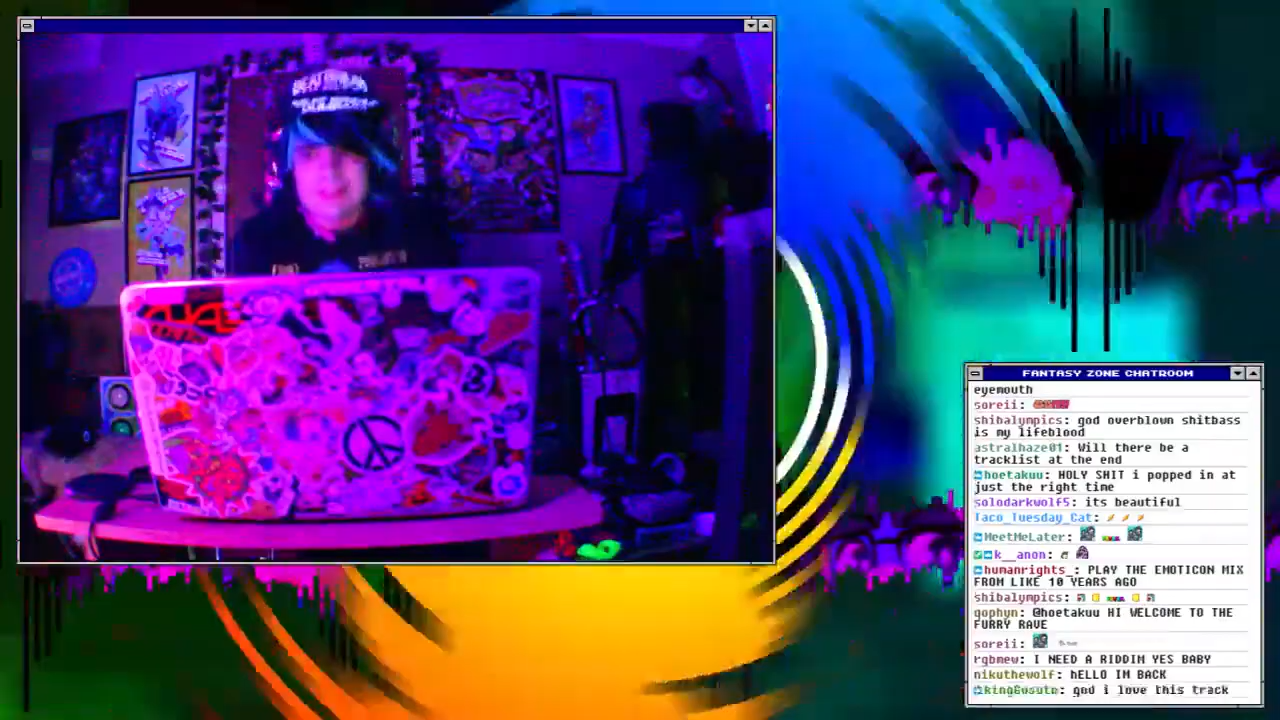 FANTASY ZONE CHATROOM
eyemouth
soreii:
shibalympics: god overblown shitbass
is my lifeblood
astralhaze01: Will there be a
tracklist at the end
hoetakuu: HOLY SHIT i popped in at
just the right time
solodarkwolf5: its beautiful
Taco_Tuesday_Cat:
MeetMeLater:
k__anon:
humanrights_: PLAY THE EMOTICON MIX
FROM LIKE 10 YEARS AGO
shibalympics:
qophyn: @hoetakuu HI WELCOME TO THE
FURRY RAVE
soreii:
rgbmew: I NEED A RIDDIM YES BABY
nikuthewolf: hELLO IM BACK
god i love this track